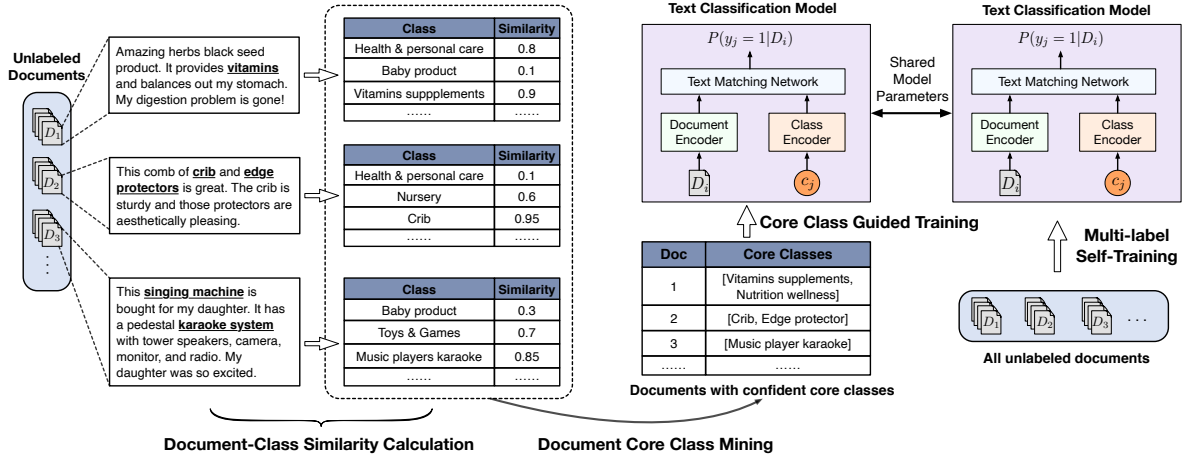 Unlabeled
Documents
D1
D2
D3
Amazing herbs black seed
product. It provides vitamins
and balances out my stomach.
My digestion problem is gone!
This comb of crib and edge
protectors is great. The crib is
sturdy and those protectors are
aesthetically pleasing.
This singing machine is
bought for my daughter. It has
a pedestal karaoke system
with tower speakers, camera,
monitor, and radio. My
daughter was so excited.
Class Similarity
Health & personal care 0.8
Baby product 0.1
Vitamins suppplements 0.9
...... ......
Class Similarity
Health & personal care 0.1
Nursery 0.6
Crib 0.95
...... ......
Class Similarity
Baby product 0.3
Toys & Games 0.7
Music players karaoke 0.85
...... ......
Document-Class Similarity Calculation
Document Core Class Mining
Text Classification Model
P(yj = 1|Di)
Text Matching Network
Document
Encoder
Class
Encoder
Di
cj
Shared
Model
Parameters
Text Classification Model
P(yj = 1|Di)
Text Matching Network
Document
Encoder
Class
Encoder
Di
cj
Core Class Guided Training
Doc Core Classes
1 [Vitamins supplements,
Nutrition wellness]
2 [Crib, Edge protector]
3 [Music player karaoke]
...... ......
Documents with confident core classes
Multi-label
Self-Training
D1 D2 D3 ...
All unlabeled documents